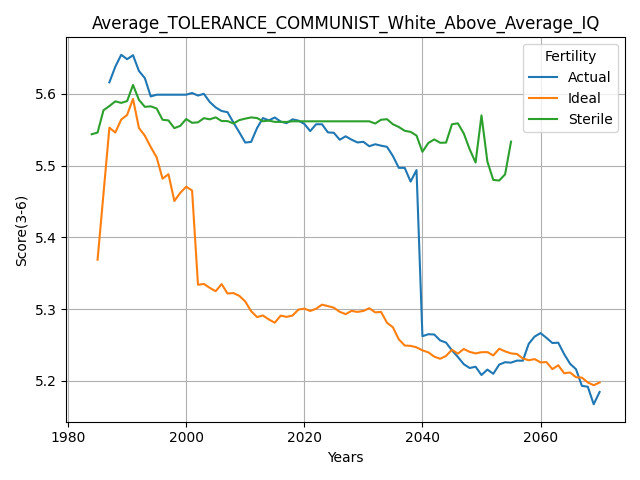 Average_TOLERANCE_COMMUNIST_White_Above_Average_IQ
Fertility
Actual
Ideal
Sterile
Score(3-6)
5.6
5.5
5.4
5.3
5.2
1980
2000
2020
2040
2060
Years